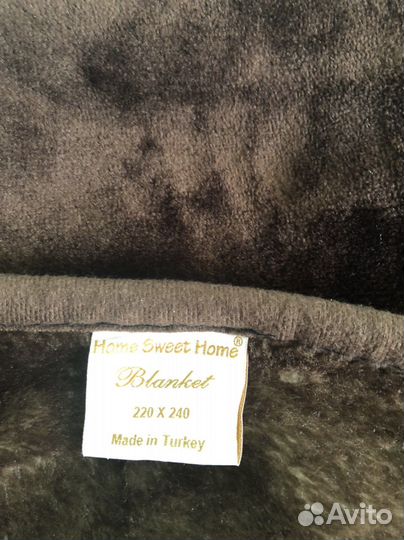 Home Sweet Home®
Blanket
220 X 240
Made in Turkey
Avito